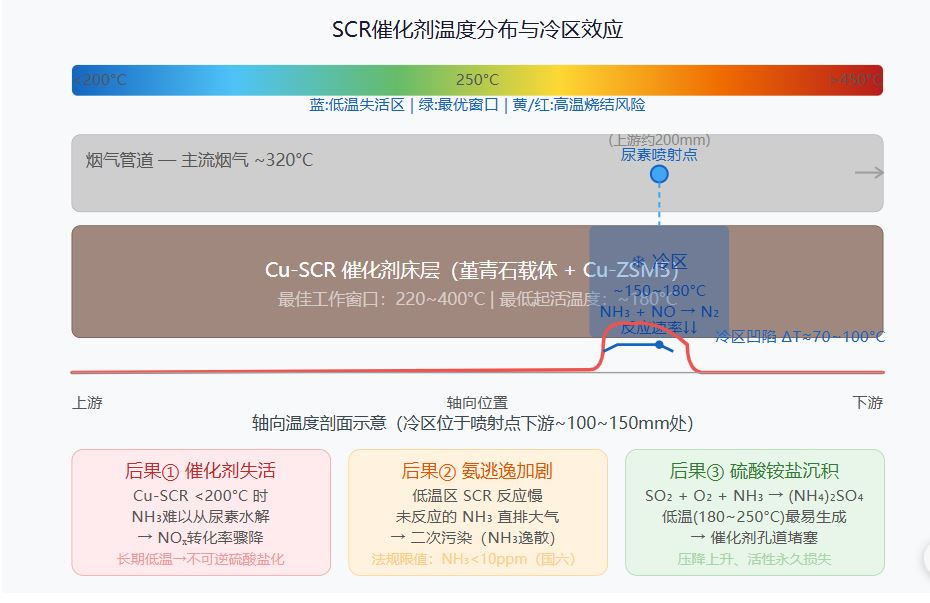 SCR催化剂温度分布与冷区效应
<200°C 250°C >450°C
蓝:低温失活区 | 绿:最优窗口 | 黄/红:高温烧结风险
(上游约200mm)
尿素喷射点
烟气管道 — 主流烟气 ~320°C
→
❄ 冷区
Cu-SCR 催化剂床层（堇青石载体 + Cu-ZSM5）
~150~180°C
最佳工作窗口：220~400°C | 最低起活温度：~180°C
NH₃ + NO → N₂
反应速率↓↓
冷区凹陷 ΔT≈70~100°C
上游 轴向位置 下游
轴向温度剖面示意（冷区位于喷射点下游~100~150mm处）
后果① 催化剂失活
Cu-SCR <200°C 时
NH₃难以从尿素水解
→ NOₓ转化率骤降
长期低温→不可逆硫酸盐化
后果② 氨逃逸加剧
低温区 SCR 反应慢
未反应的 NH₃ 直排大气
→ 二次污染（NH₃逸散）
法规限值：NH₃<10ppm（国六）
后果③ 硫酸铵盐沉积
SO₂ + O₂ + NH₃ → (NH₄)₂SO₄
低温(180~250°C)最易生成
→ 催化剂孔道堵塞
压降上升、活性永久损失